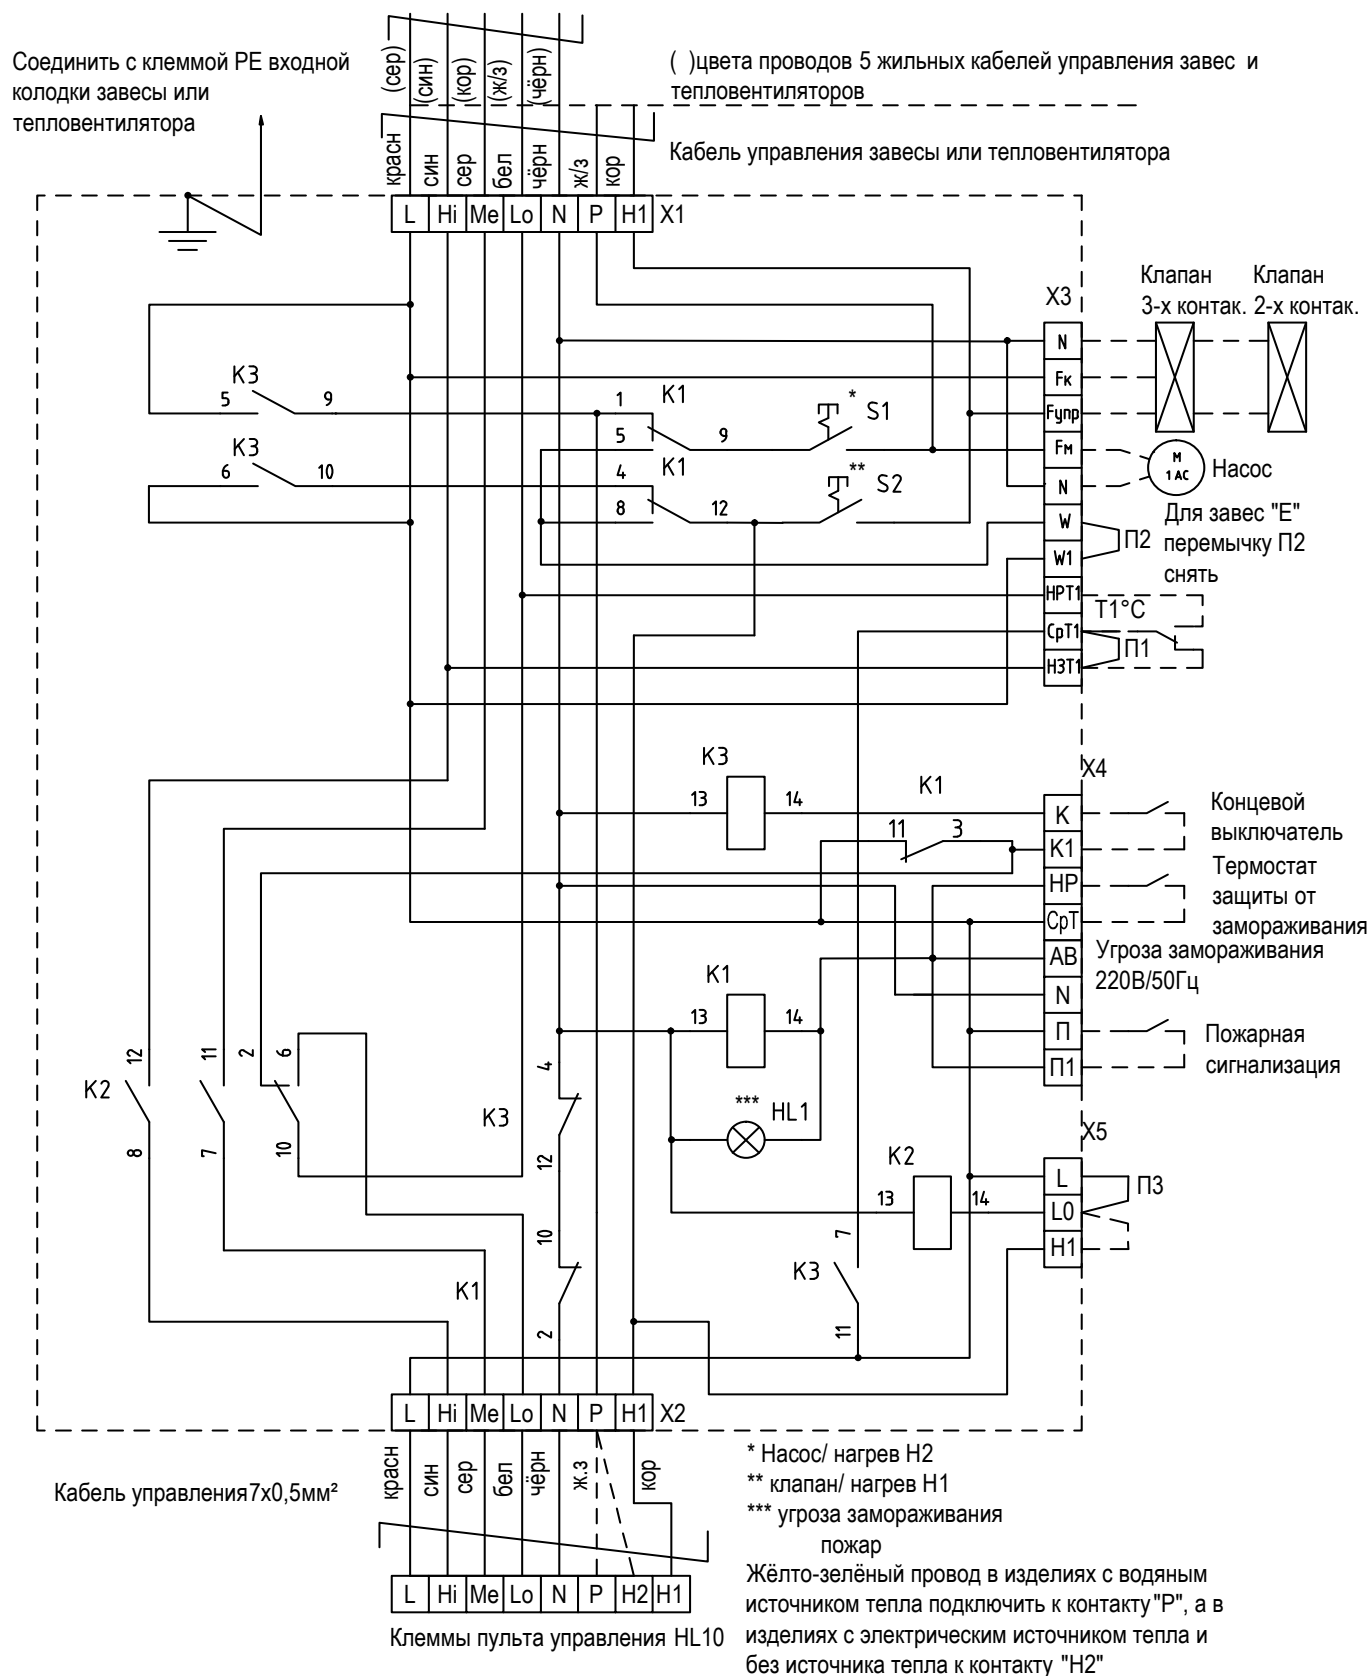 (сер)
(син)
(кор)
(ж/з)
(чёрн)
Соединить с клеммой PE входной
колодки завесы или
тепловентилятора
( )цвета проводов 5 жильных кабелей управления завес и
тепловентиляторов
Кабель управления завесы или тепловентилятора
красн
син
сер
бел
чёрн
ж/з
кор
L Hi Me Lo N P H1 X1
X3
Клапан
3-х контак.
Клапан
2-х контак.
N
Fк
Fупр
Fм
N
W
W1
НРТ1
СрТ1
НЗТ1
K3
5 9
K3
6 10
1 K1
5 9
* S1
4 K1
8 12
** S2
M
1 AC
Насос
Для завес "Е"
перемычку П2
снять
П2
T1°C
П1
K3
13 14
K1
11 3
X4
K
K1
НР
СрТ
АВ
N
П
П1
Концевой
выключатель
Термостат
защиты от
замораживания
Угроза замораживания
220В/50Гц
Пожарная
сигнализация
K1
13 14
*** HL1
K2
12
8
11
7
2
6
10
K3
4
12
K1
10
2
K2
13 14
K3
7
11
X5
L
L0
H1
П3
L Hi Me Lo N P H1 X2
красн
син
сер
бел
чёрн
ж.з
кор
Кабель управления7х0,5мм²
* Насос/ нагрев Н2
** клапан/ нагрев Н1
*** угроза замораживания
пожар
Жёлто-зелёный провод в изделиях с водяным
источником тепла подключить к контакту "Р", а в
изделиях с электрическим источником тепла и
без источника тепла к контакту "Н2"
L Hi Me Lo N P H2 H1
Клеммы пульта управления HL10